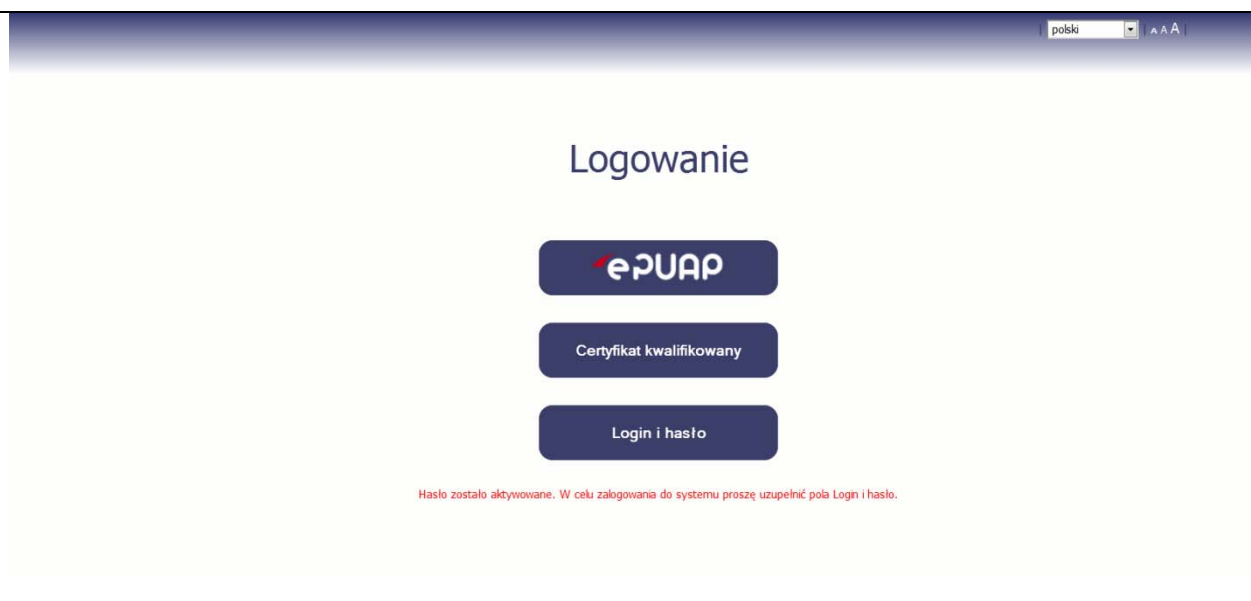 polski
A A A
Logowanie
ePUAP
Certyfikat kwalifikowany
Login i hasło
Hasło zostało aktywowane. W celu zalogowania do systemu proszę uzupełnić pola Login i hasło.